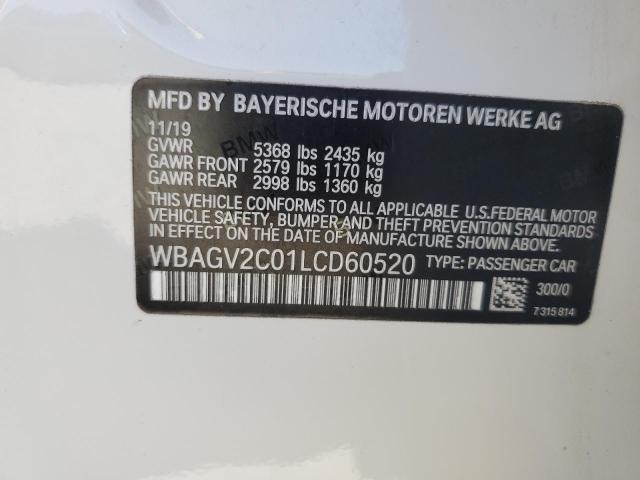 MFD BY BAYERISCHE MOTOREN WERKE AG
11/19
GVWR 5368 lbs 2435 kg
GAWR FRONT 2579 lbs 1170 kg
GAWR REAR 2998 lbs 1360 kg
THIS VEHICLE CONFORMS TO ALL APPLICABLE U.S.FEDERAL MOTOR
VEHICLE SAFETY, BUMPER AND THEFT PREVENTION STANDARDS
IN EFFECT ON THE DATE OF MANUFACTURE SHOWN ABOVE.
WBAGV2C01LCD60520 TYPE: PASSENGER CAR
300/0
7 315 814